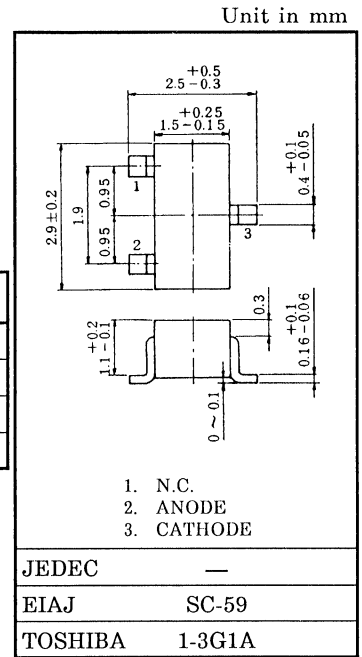 Unit in mm
+0.5
2.5-0.3
+0.25
1.5-0.15
2.9±0.2
1.9
0.95
0.95
1
2
3
+0.1
0.4-0.05
+0.2
1.1-0.1
0.3
+0.1
0.16-0.06
0~0.1
1. N.C.
2. ANODE
3. CATHODE
JEDEC —
EIAJ SC-59
TOSHIBA 1-3G1A